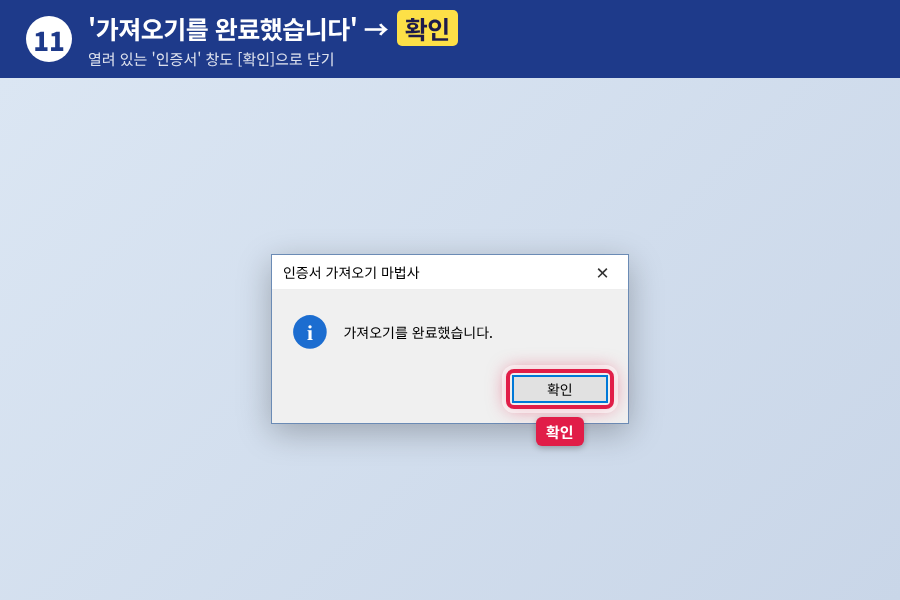 11
'가져오기를 완료했습니다' → 확인
열려 있는 '인증서' 창도 [확인]으로 닫기
인증서 가져오기 마법사 ✕
i 가져오기를 완료했습니다.
확인
확인